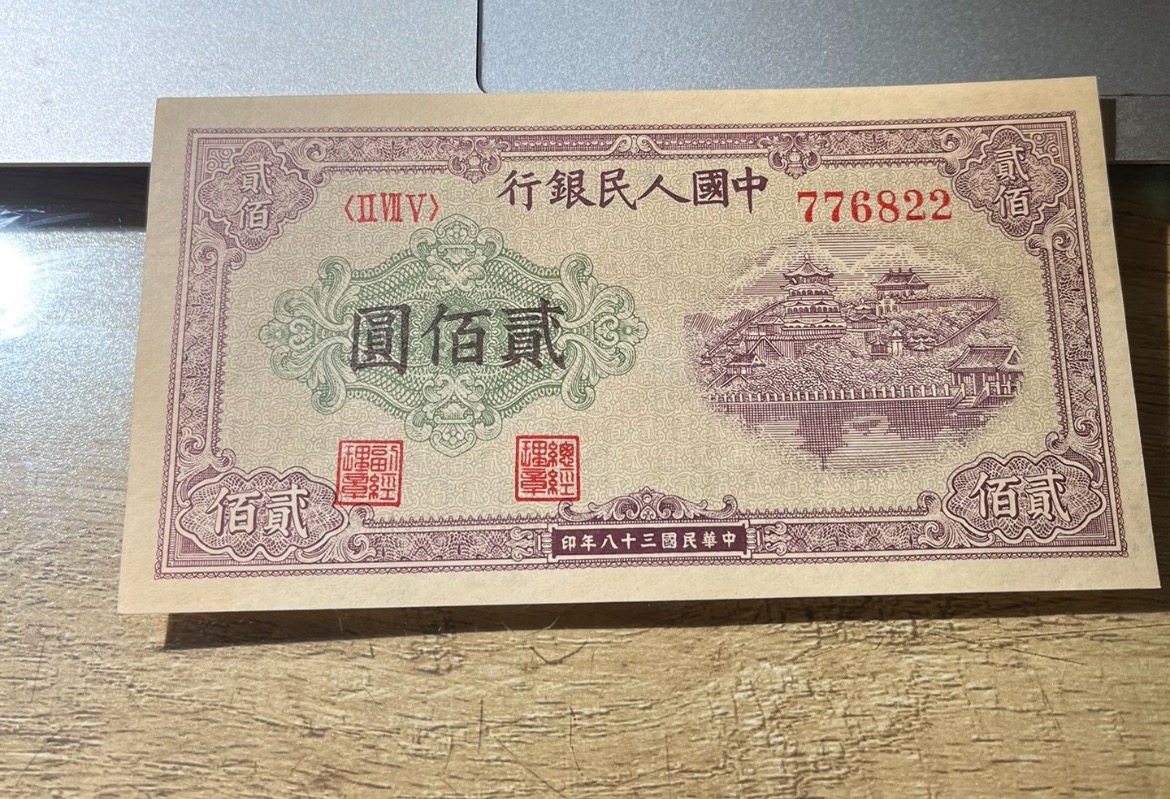 貳佰
貳佰
中國人民銀行
〈II VII V〉
776822
貳佰圓
總經理章
副經理章
貳佰
貳佰
中華民國三十八年印